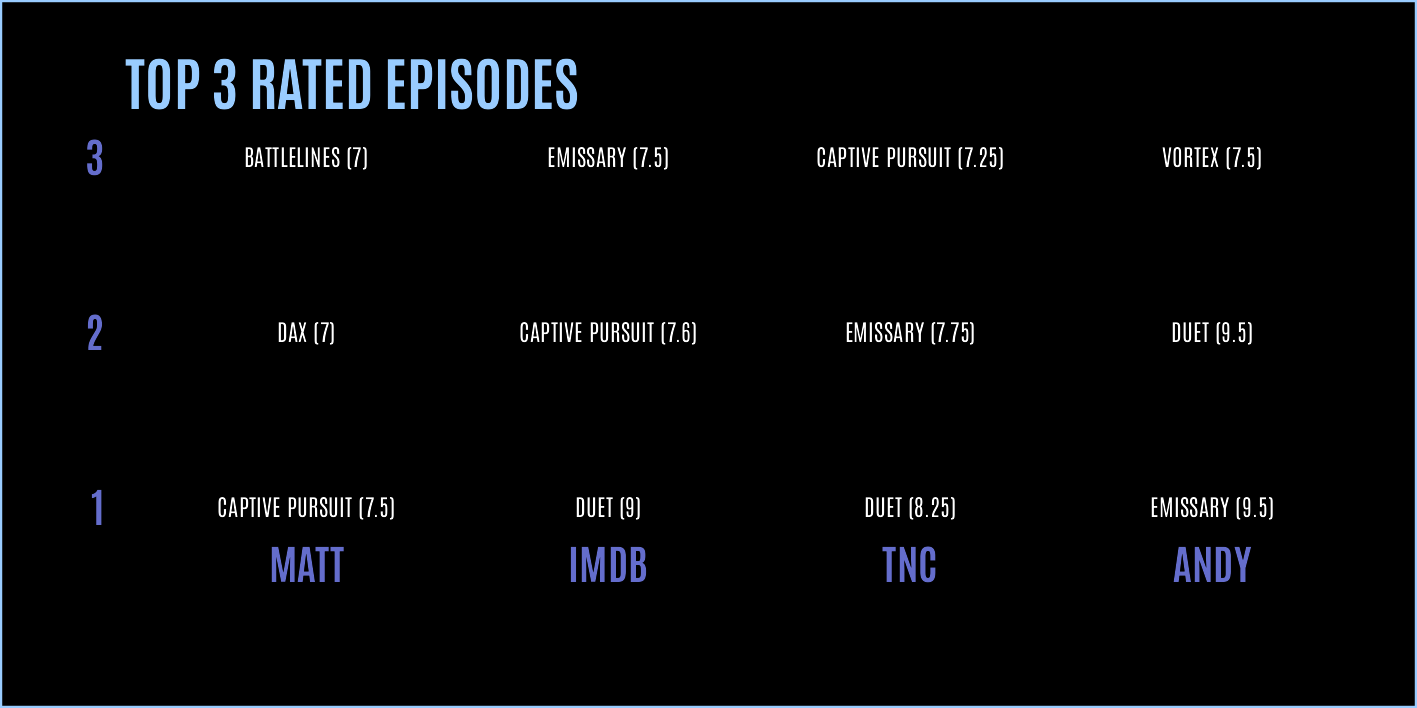 TOP 3 RATED EPISODES
3 BATTLELINES (7) EMISSARY (7.5) CAPTIVE PURSUIT (7.25) VORTEX (7.5)
2 DAX (7) CAPTIVE PURSUIT (7.6) EMISSARY (7.75) DUET (9.5)
1 CAPTIVE PURSUIT (7.5) DUET (9) DUET (8.25) EMISSARY (9.5)
MATT IMDB TNC ANDY